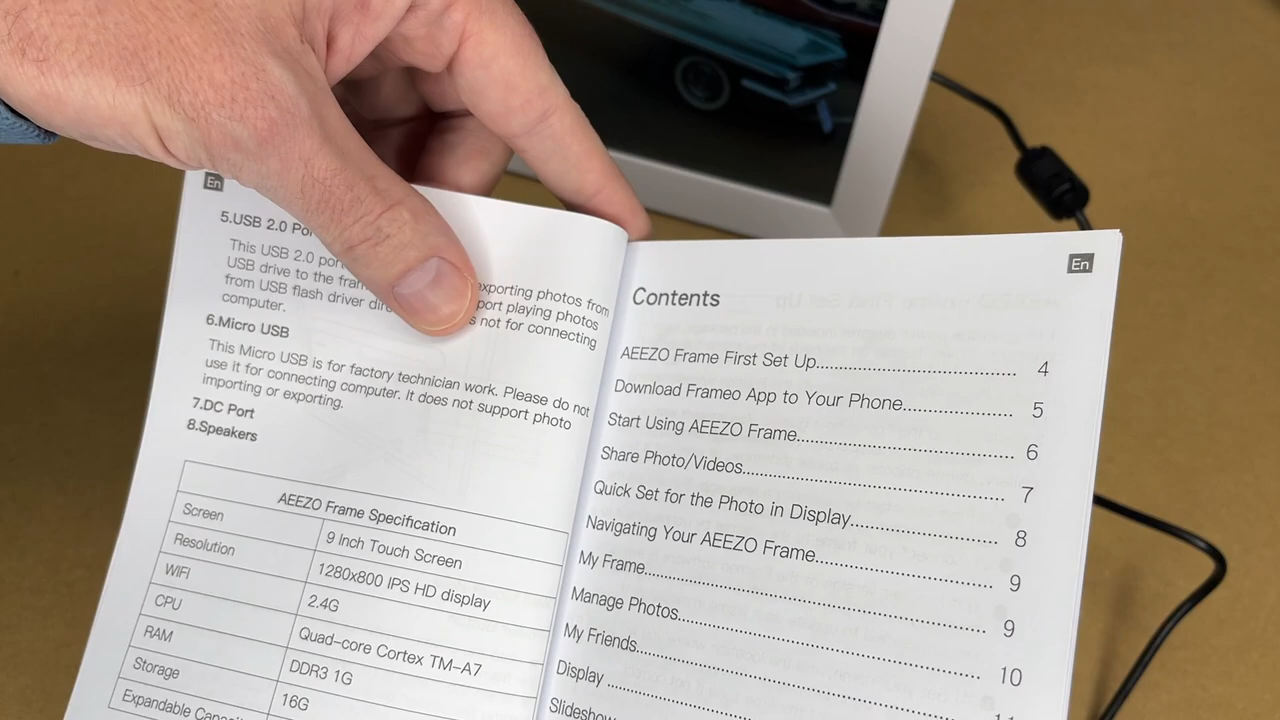 En
5.USB 2.0
This USB 2.0 exporting photos from
USB drive to the port playing photos
from USB flash driver not for connecting
computer.
6.Micro USB
This Micro USB is for factory technician work. Please do not
use it for connecting computer. It does not support photo
importing or exporting.
7.DC Port
8.Speakers
AEEZO Frame Specification
Screen 9 Inch Touch Screen
Resolution 1280x800 IPS HD display
WIFI 2.4G
CPU Quad-core Cortex TM-A7
RAM DDR3 1G
Storage 16G
Expandable
En
Contents
AEEZO Frame First Set Up 4
Download Frameo App to Your Phone 5
Start Using AEEZO Frame 6
Share Photo/Videos 7
Quick Set for the Photo in Display 8
Navigating Your AEEZO Frame 9
My Frame 9
Manage Photos 10
My Friends
Display
Slideshow